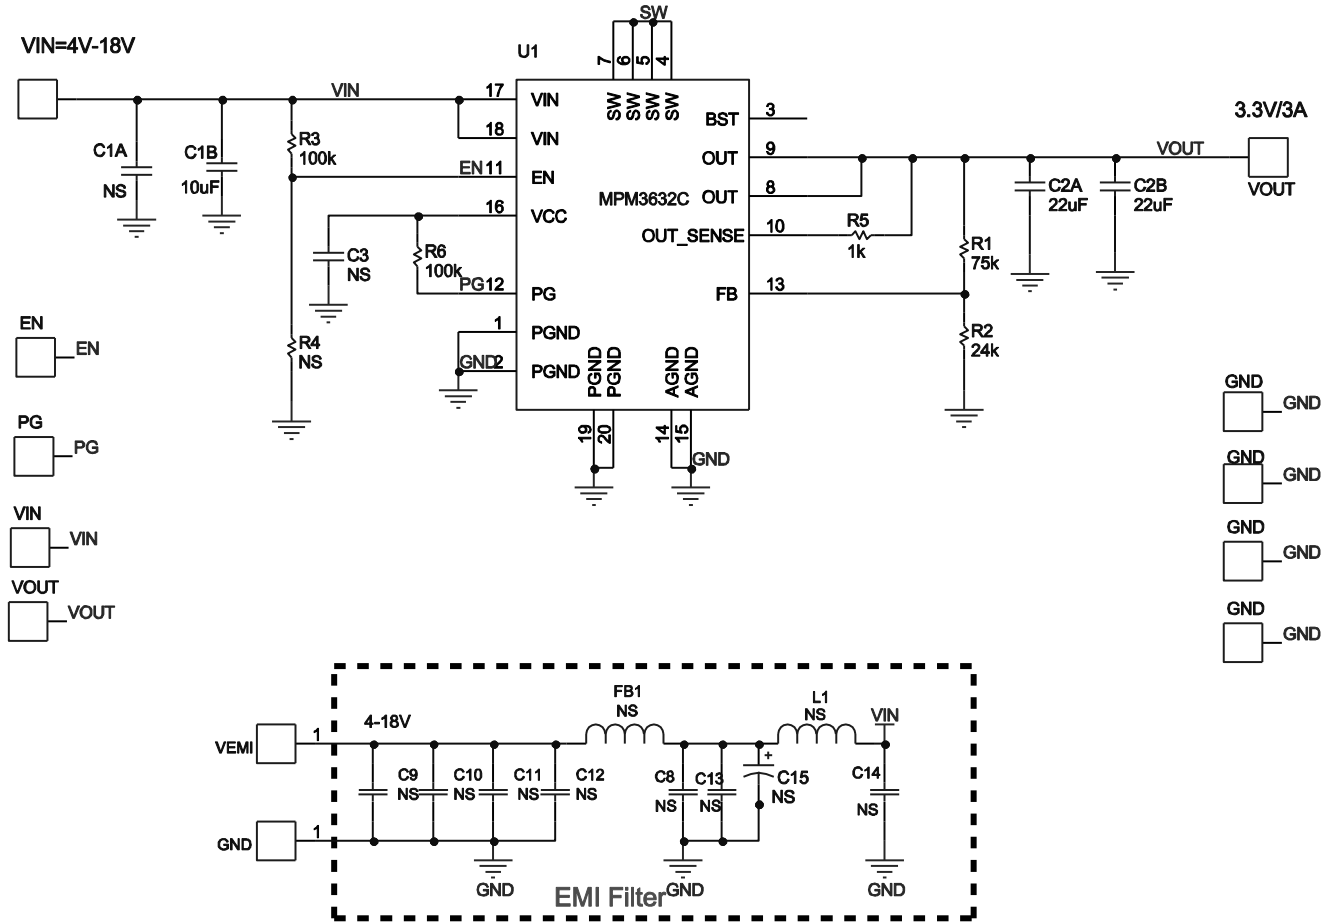 VIN=4V-18V
U1
SW
7 6 5 4
SW SW SW SW
VIN
17 VIN
18 VIN
C1A
NS
C1B
10uF
R3
100k
EN 11 EN
16 VCC
C3
NS
R6
100k
PG 12 PG
1 PGND
GND 2 PGND
R4
NS
MPM3632C
BST 3
OUT 9
OUT 8
OUT_SENSE 10
R5
1k
FB 13
PGND PGND AGND AGND
19 20 14 15
GND
3.3V/3A
VOUT
VOUT
C2A
22uF
C2B
22uF
R1
75k
R2
24k
EN
EN
PG
PG
VIN
VIN
VOUT
VOUT
GND
GND
GND
GND
GND
GND
GND
GND
VEMI 1
4-18V
FB1
NS
L1
NS
VIN
C9
NS
C10
NS
C11
NS
C12
NS
C8
NS
C13
NS
+
C15
NS
C14
NS
GND 1
GND
GND
GND
EMI Filter